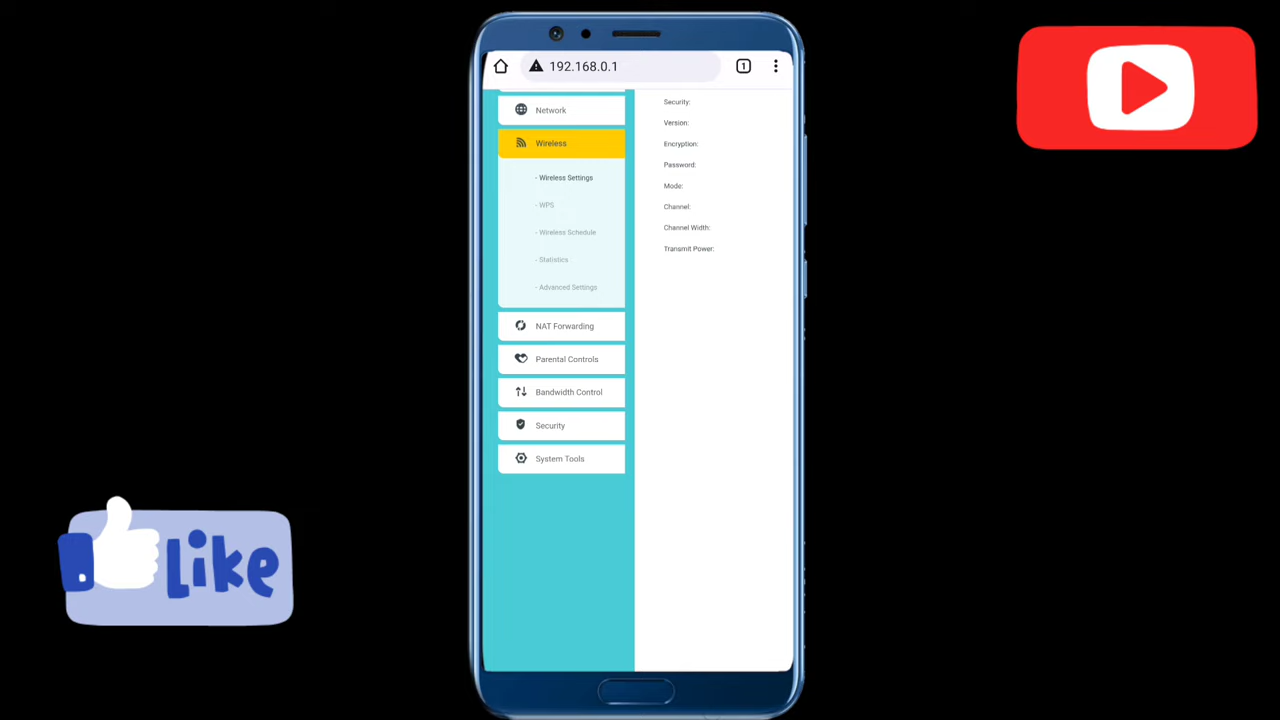 192.168.0.1
1
Network
Wireless
- Wireless Settings
- WPS
- Wireless Schedule
- Statistics
- Advanced Settings
NAT Forwarding
Parental Controls
Bandwidth Control
Security
System Tools
Security:
Version:
Encryption:
Password:
Mode:
Channel:
Channel Width:
Transmit Power:
Like